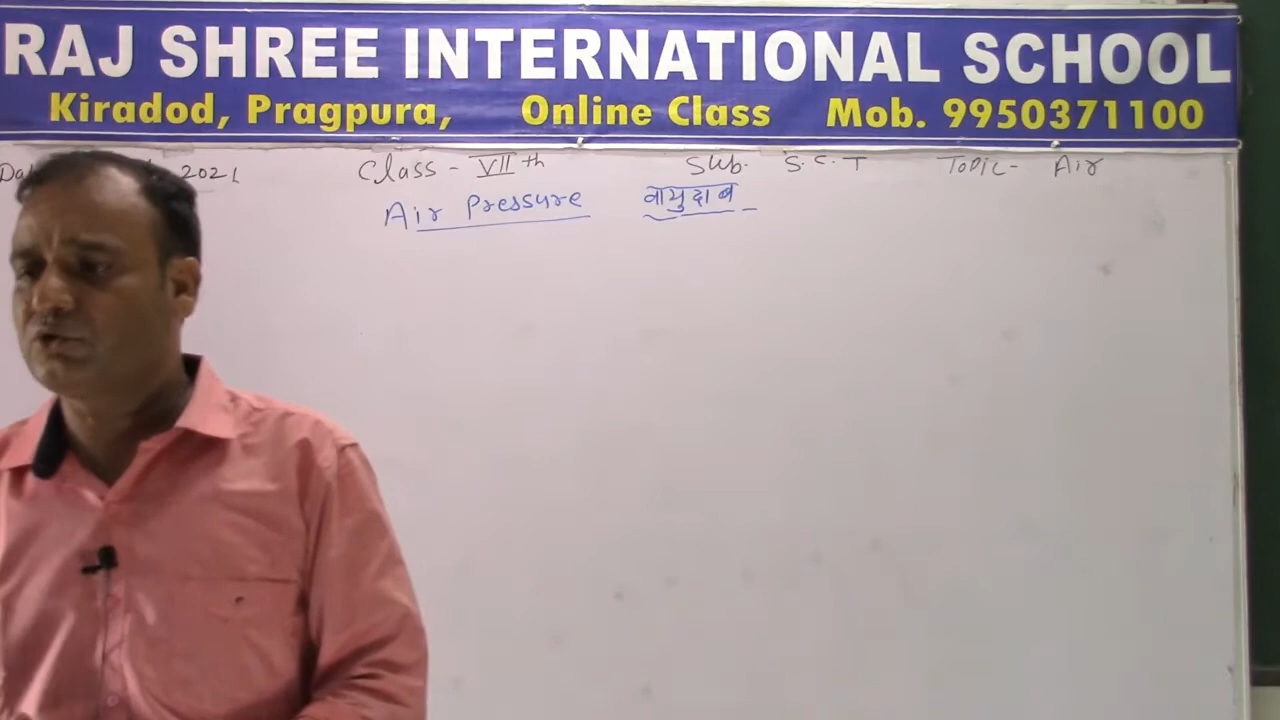 RAJ SHREE INTERNATIONAL SCHOOL
Kiradod, Pragpura, Online Class Mob. 9950371100
2021 Class - VII th Sub. S.C.T Topic - Air
Air Pressure वायुदाब